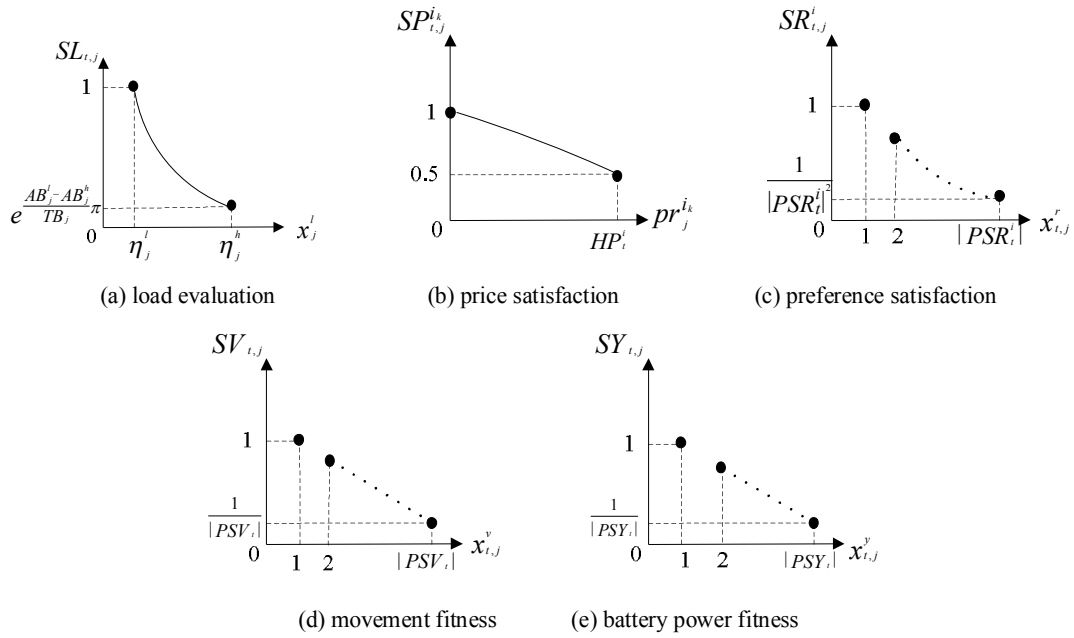 SL_{t,j}
1
e^{\frac{AB_j^l - AB_j^h}{TB_j}\pi}
0
η_j^l
η_j^h
x_j^l
(a) load evaluation
SP_{t,j}^{i_k}
1
0.5
0
HP_t^i
pr_j^{i_k}
(b) price satisfaction
SR_{t,j}^i
1
\frac{1}{|PSR_t^i|^2}
0
1
2
|PSR_t^i|
x_{t,j}^r
(c) preference satisfaction
SV_{t,j}
1
\frac{1}{|PSV_t|}
0
1
2
|PSV_t|
x_{t,j}^v
(d) movement fitness
SY_{t,j}
1
\frac{1}{|PSY_t|}
0
1
2
|PSY_t|
x_{t,j}^y
(e) battery power fitness